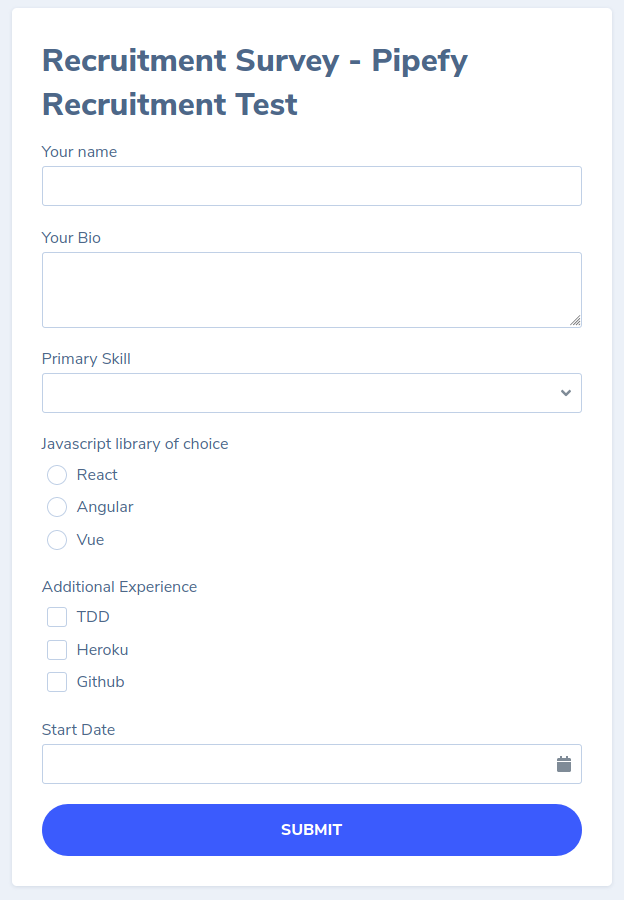 Recruitment Survey - Pipefy
Recruitment Test
Your name
Your Bio
Primary Skill
Javascript library of choice
React
Angular
Vue
Additional Experience
TDD
Heroku
Github
Start Date
SUBMIT